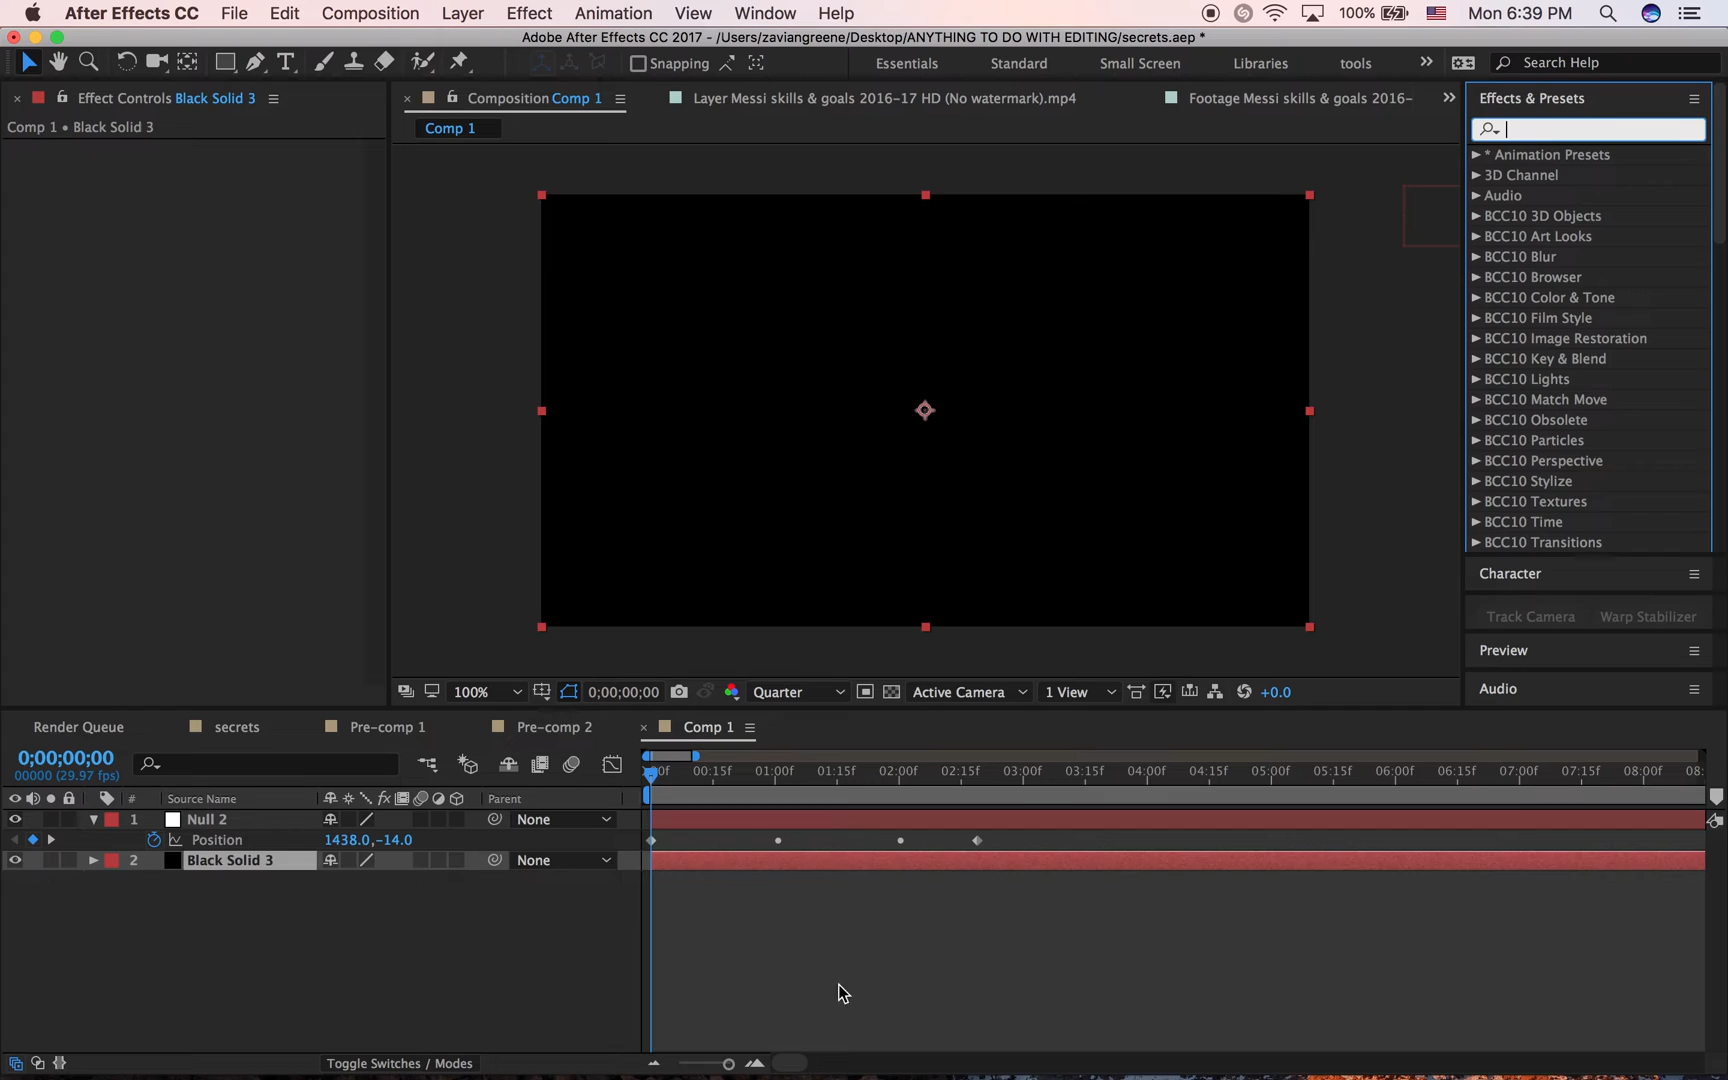 After Effects CC File Edit Composition Layer Effect Animation View Window Help 100% Mon 6:39 PM
Adobe After Effects CC 2017 - /Users/zaviangreene/Desktop/ANYTHING TO DO WITH EDITING/secrets.aep *
Snapping Essentials Standard Small Screen Libraries tools Search Help
Effect Controls Black Solid 3 Composition Comp 1 Layer Messi skills & goals 2016-17 HD (No watermark).mp4 Footage Messi skills & goals 2016- Effects & Presets
Comp 1 • Black Solid 3 Comp 1
* Animation Presets
3D Channel
Audio
BCC10 3D Objects
BCC10 Art Looks
BCC10 Blur
BCC10 Browser
BCC10 Color & Tone
BCC10 Film Style
BCC10 Image Restoration
BCC10 Key & Blend
BCC10 Lights
BCC10 Match Move
BCC10 Obsolete
BCC10 Particles
BCC10 Perspective
BCC10 Stylize
BCC10 Textures
BCC10 Time
BCC10 Transitions
Character
Track Camera Warp Stabilizer
Preview
Audio
100% 0;00;00;00 Quarter Active Camera 1 View +0.0
Render Queue secrets Pre-comp 1 Pre-comp 2 Comp 1
0;00;00;00
00000 (29.97 fps)
00:15f 01:00f 01:15f 02:00f 02:15f 03:00f 03:15f 04:00f 04:15f 05:00f 05:15f 06:00f 06:15f 07:00f 07:15f 08:00f 08:
# Source Name fx Parent
1 Null 2 None
Position 1438.0,-14.0
2 Black Solid 3 None
Toggle Switches / Modes